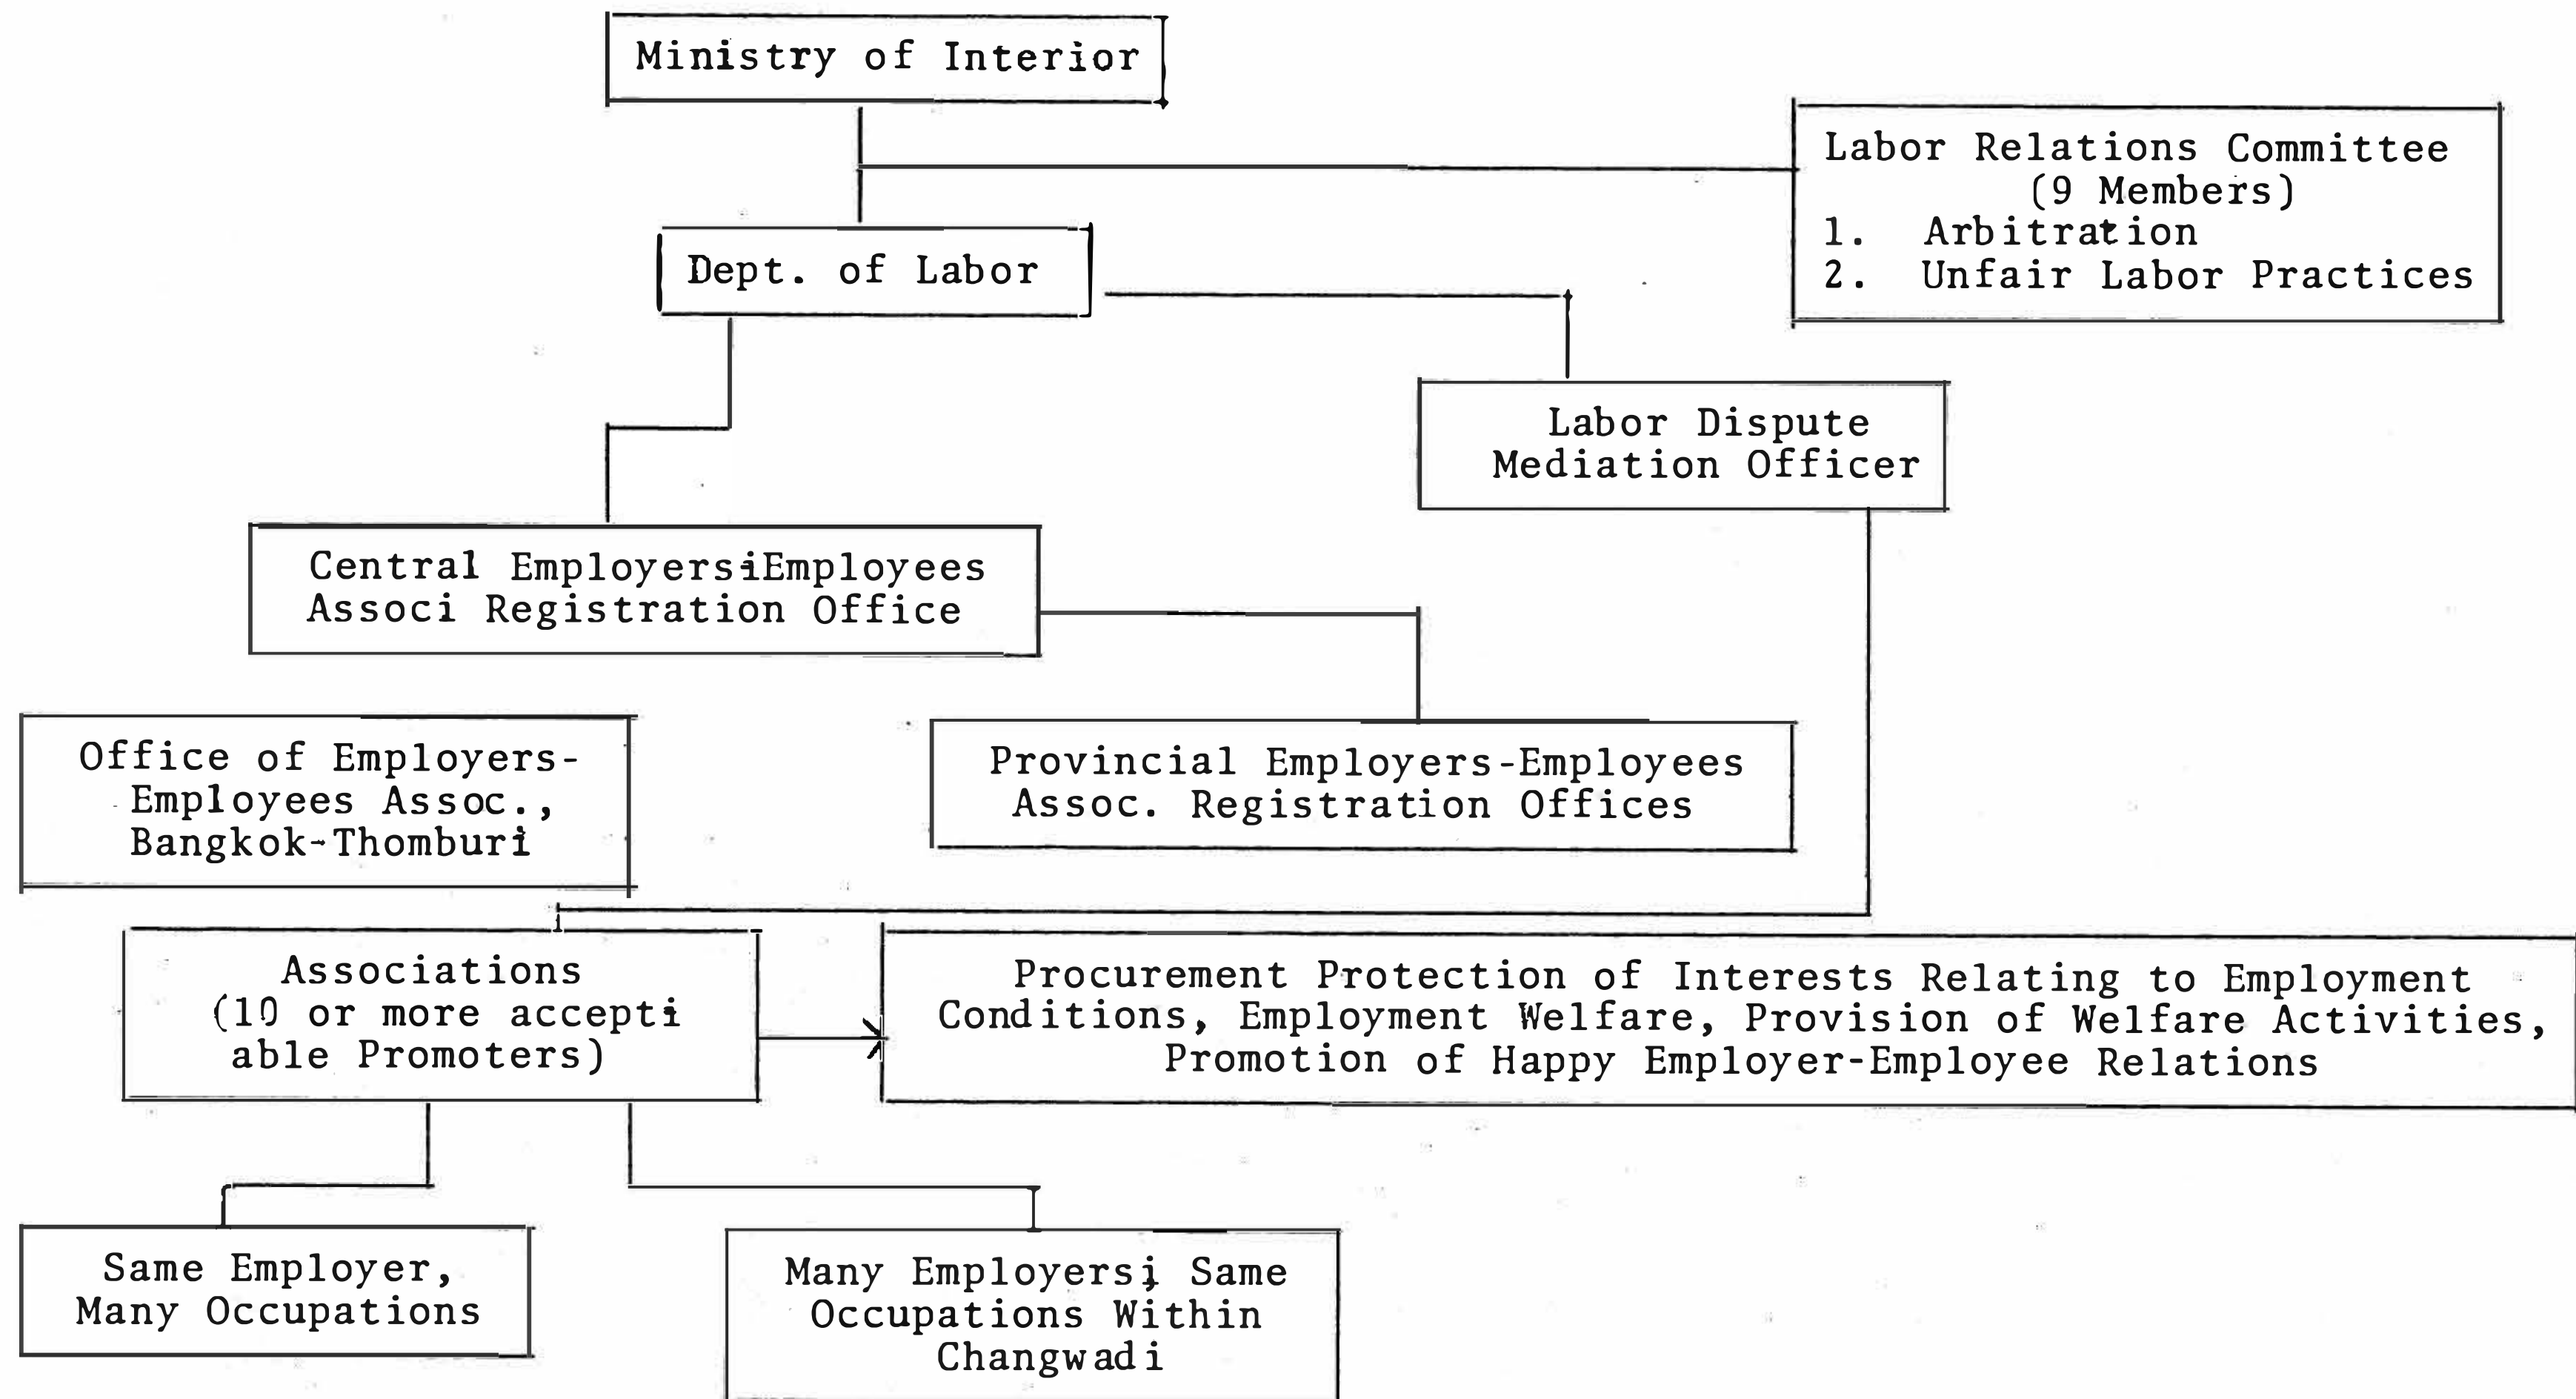 Ministry of Interior
Labor Relations Committee
(9 Members)
1. Arbitration
2. Unfair Labor Practices
Dept. of Labor
Labor Dispute
Mediation Officer
Central EmployersiEmployees
Associ Registration Office
Office of Employers-
Employees Assoc.,
Bangkok-Thomburi
Provincial Employers-Employees
Assoc. Registration Offices
Associations
(10 or more accepti
able Promoters)
Procurement Protection of Interests Relating to Employment
Conditions, Employment Welfare, Provision of Welfare Activities,
Promotion of Happy Employer-Employee Relations
Same Employer,
Many Occupations
Many Employersi, Same
Occupations Within
Changwadi